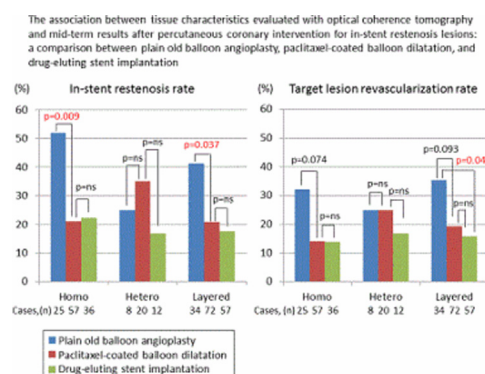 The association between tissue characteristics evaluated with optical coherence tomography
and mid-term results after percutaneous coronary intervention for in-stent restenosis lesions:
a comparison between plain old balloon angioplasty, paclitaxel-coated balloon dilatation, and
drug-eluting stent implantation
(%) In-stent restenosis rate
60
50
40
30
20
10
0
p=0.009
p=ns
p=ns
p=ns
p=0.037
p=ns
Homo Hetero Layered
Cases,(n) 25 57 36 8 20 12 34 72 57
(%) Target lesion revascularization rate
60
50
40
30
20
10
0
p=0.074
p=ns
p=ns
p=ns
p=0.093
p=0.04
p=ns
p=ns
Homo Hetero Layered
Cases,(n) 25 57 36 8 20 12 34 72 57
Plain old balloon angioplasty
Paclitaxel-coated balloon dilatation
Drug-eluting stent implantation